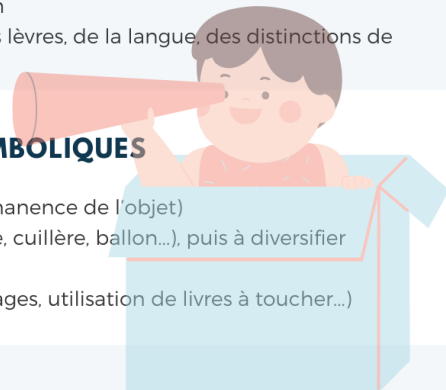 n
lèvres, de la langue, des distinctions de
MBOLIQUES
anence de l'objet)
, cuillère, ballon...), puis à diversifier
ages, utilisation de livres à toucher...)